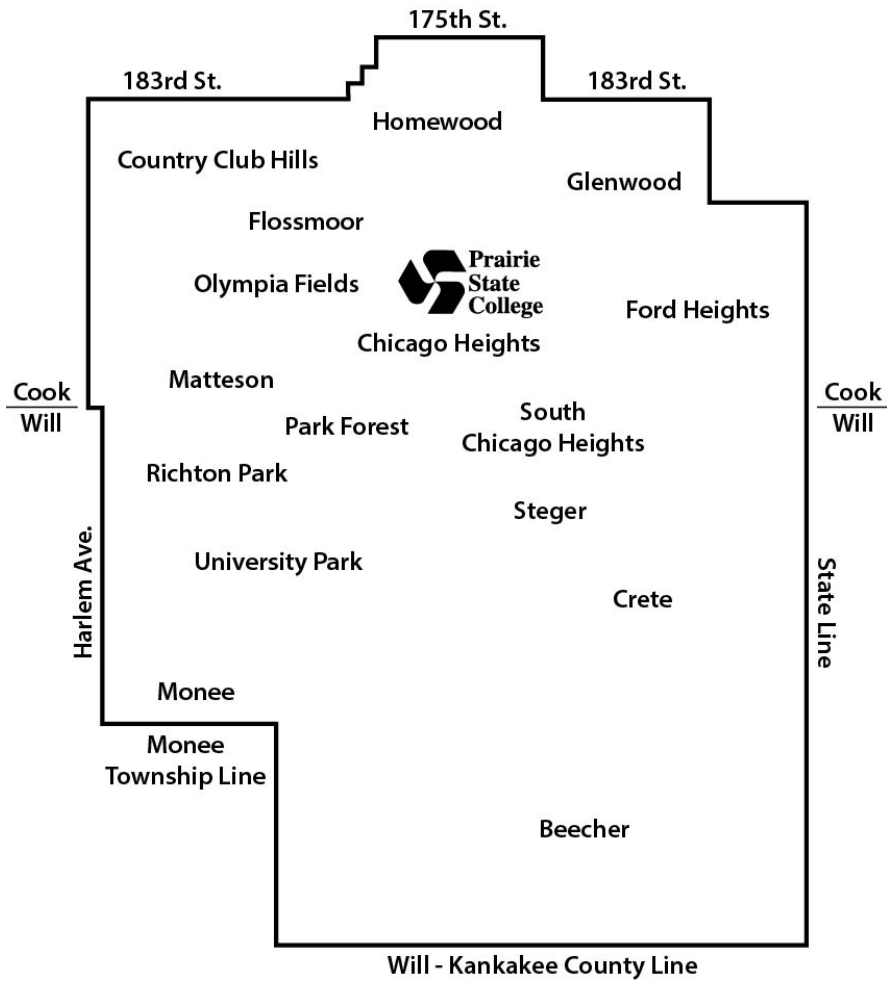 175th St.
183rd St.
183rd St.
Homewood
Country Club Hills
Glenwood
Flossmoor
Prairie
State
College
Olympia Fields
Ford Heights
Chicago Heights
Matteson
Cook
Will
Cook
Will
South
Chicago Heights
Park Forest
Richton Park
Steger
Harlem Ave.
University Park
State Line
Crete
Monee
Monee
Township Line
Beecher
Will - Kankakee County Line